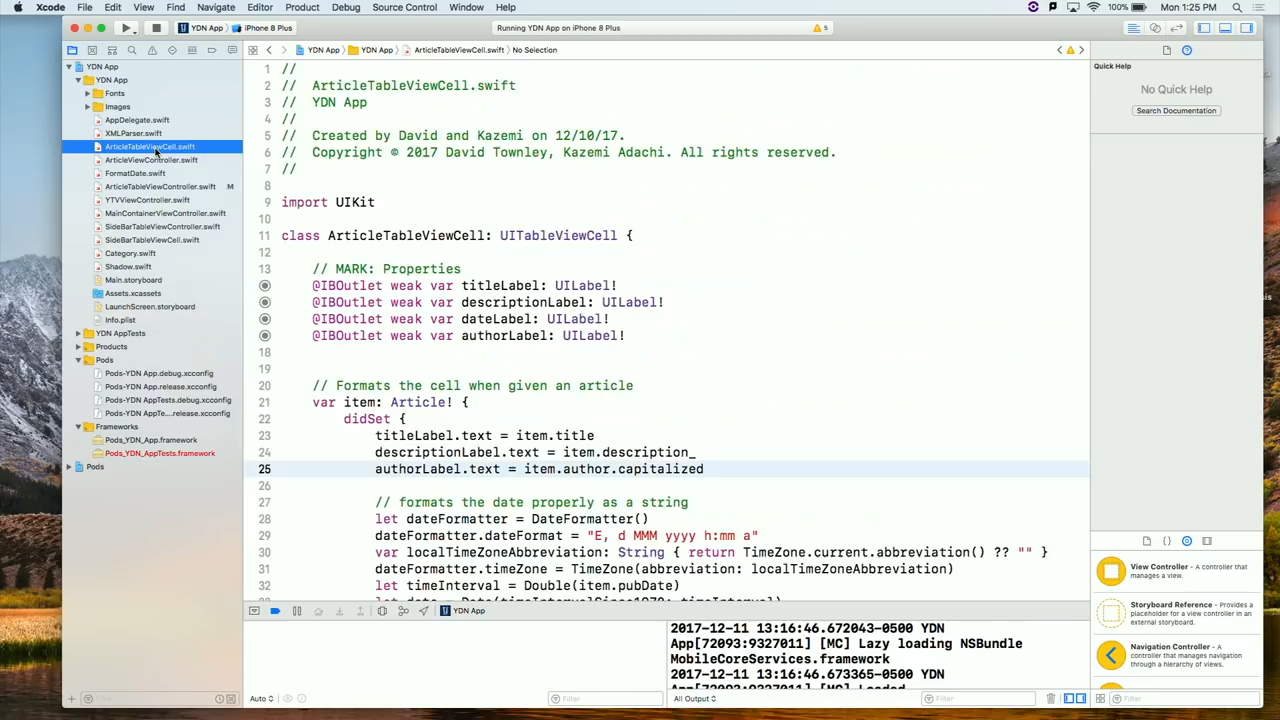 Xcode File Edit View Find Navigate Editor Product Debug Source Control Window Help 100% Mon 1:25 PM
YDN App iPhone 8 Plus Running YDN App on iPhone 8 Plus 5
YDN App YDN App ArticleTableViewCell.swift No Selection
YDN App
YDN App
Fonts
Images
AppDelegate.swift
XMLParser.swift
ArticleTableViewCell.swift
ArticleViewController.swift
FormatDate.swift
ArticleTableViewController.swift M
YTVViewController.swift
MainContainerViewController.swift
SideBarTableViewController.swift
SideBarTableViewCell.swift
Category.swift
Shadow.swift
Main.storyboard
Assets.xcassets
LaunchScreen.storyboard
Info.plist
YDN AppTests
Products
Pods
Pods-YDN App.debug.xcconfig
Pods-YDN App.release.xcconfig
Pods-YDN AppTests.debug.xcconfig
Pods-YDN AppTe....release.xcconfig
Frameworks
Pods_YDN_App.framework
Pods_YDN_AppTests.framework
Pods
1 //
2 // ArticleTableViewCell.swift
3 // YDN App
4 //
5 // Created by David and Kazemi on 12/10/17.
6 // Copyright © 2017 David Townley, Kazemi Adachi. All rights reserved.
7 //
8
9 import UIKit
10
11 class ArticleTableViewCell: UITableViewCell {
12
13 // MARK: Properties
@IBOutlet weak var titleLabel: UILabel!
@IBOutlet weak var descriptionLabel: UILabel!
@IBOutlet weak var dateLabel: UILabel!
@IBOutlet weak var authorLabel: UILabel!
18
19
20 // Formats the cell when given an article
21 var item: Article! {
22 didSet {
23 titleLabel.text = item.title
24 descriptionLabel.text = item.description_
25 authorLabel.text = item.author.capitalized
26
27 // formats the date properly as a string
28 let dateFormatter = DateFormatter()
29 dateFormatter.dateFormat = "E, d MMM yyyy h:mm a"
30 var localTimeZoneAbbreviation: String { return TimeZone.current.abbreviation() ?? "" }
31 dateFormatter.timeZone = TimeZone(abbreviation: localTimeZoneAbbreviation)
32 let timeInterval = Double(item.pubDate)
YDN App
2017-12-11 13:16:46.672043-0500 YDN
App[72093:9327011] [MC] Lazy loading NSBundle
MobileCoreServices.framework
2017-12-11 13:16:46.673365-0500 YDN
App[72093:9327011] [MC] Loaded
Auto Filter All Output Filter
Quick Help
No Quick Help
Search Documentation
View Controller - A controller that
manages a view.
Storyboard Reference - Provides a
placeholder for a view controller in an
external storyboard.
Navigation Controller - A
controller that manages navigation
through a hierarchy of views.
Filter